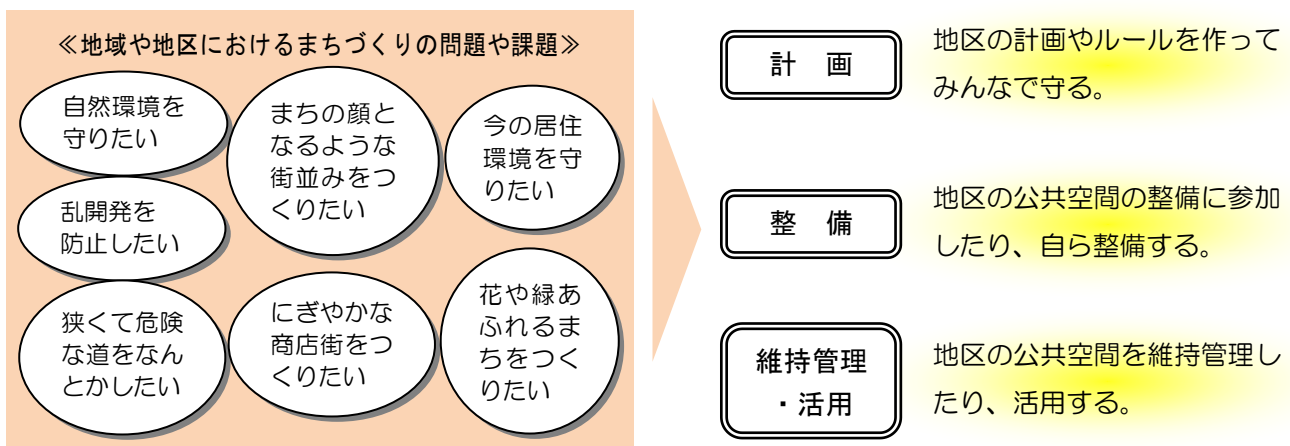 ≪地域や地区におけるまちづくりの問題や課題≫
自然環境を
守りたい
まちの顔と
なるような
街並みをつ
くりたい
今の居住
環境を守
りたい
乱開発を
防止したい
狭くて危険
な道をなん
とかしたい
にぎやかな
商店街をつ
くりたい
花や緑あ
ふれるま
ちをつく
りたい
計　画
地区の計画やルールを作って
みんなで守る。
整　備
地区の公共空間の整備に参加
したり、自ら整備する。
維持管理
・活用
地区の公共空間を維持管理し
たり、活用する。